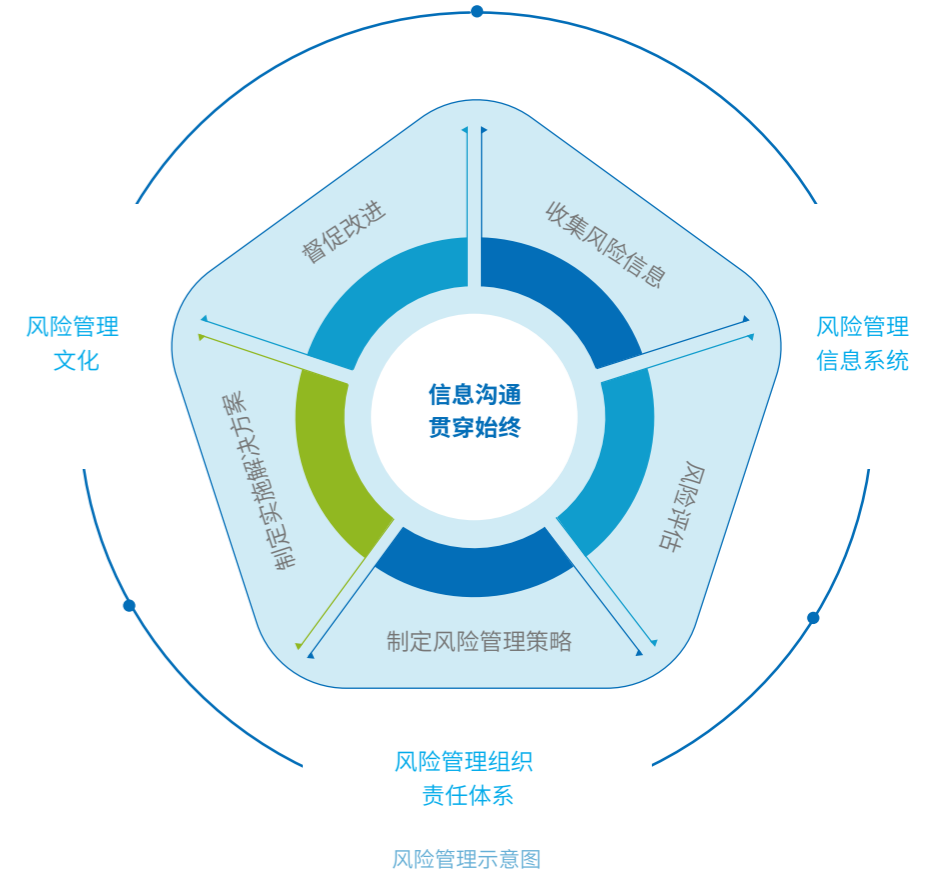 督促改进
收集风险信息
风险管理
文化
风险管理
信息系统
信息沟通
贯穿始终
制定实施解决方案
风险评估
制定风险管理策略
风险管理组织
责任体系
风险管理示意图